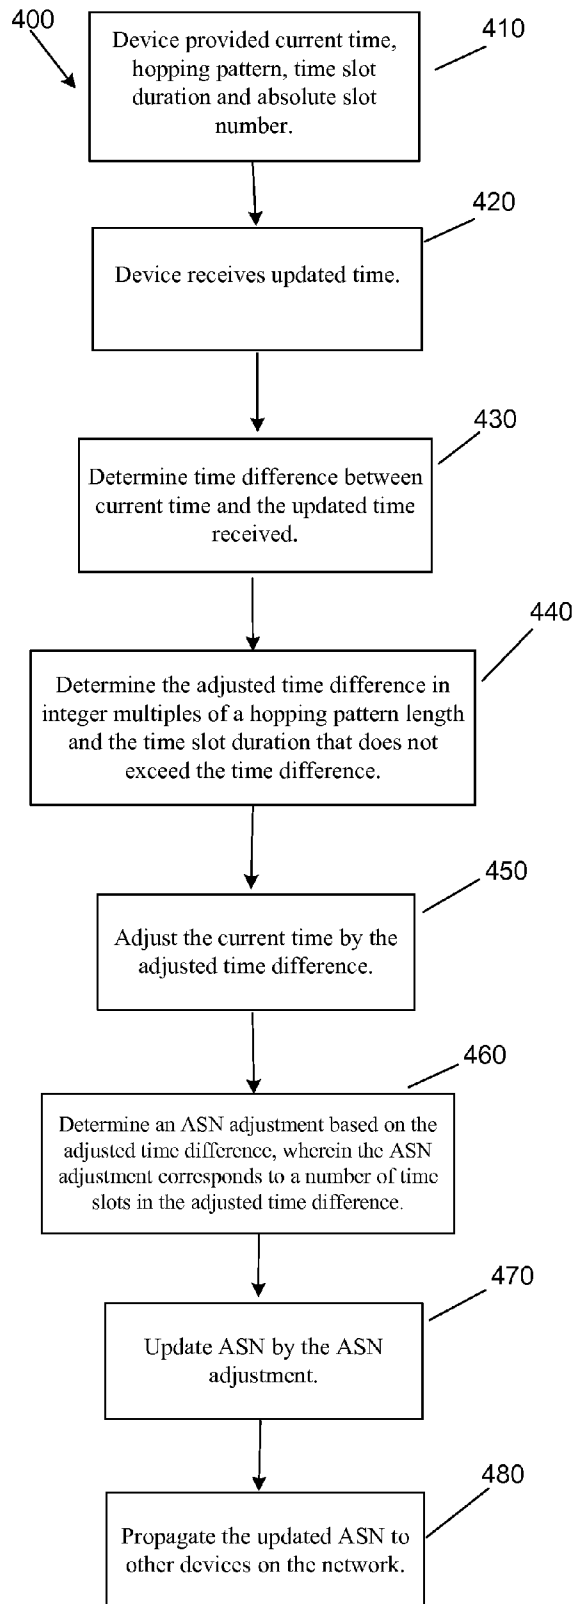 400
Device provided current time,
hopping pattern, time slot
duration and absolute slot
number.
410
420
Device receives updated time.
430
Determine time difference between
current time and the updated time
received.
440
Determine the adjusted time difference in
integer multiples of a hopping pattern length
and the time slot duration that does not
exceed the time difference.
450
Adjust the current time by the
adjusted time difference.
460
Determine an ASN adjustment based on the
adjusted time difference, wherein the ASN
adjustment corresponds to a number of time
slots in the adjusted time difference.
470
Update ASN by the ASN
adjustment.
480
Propagate the updated ASN to
other devices on the network.